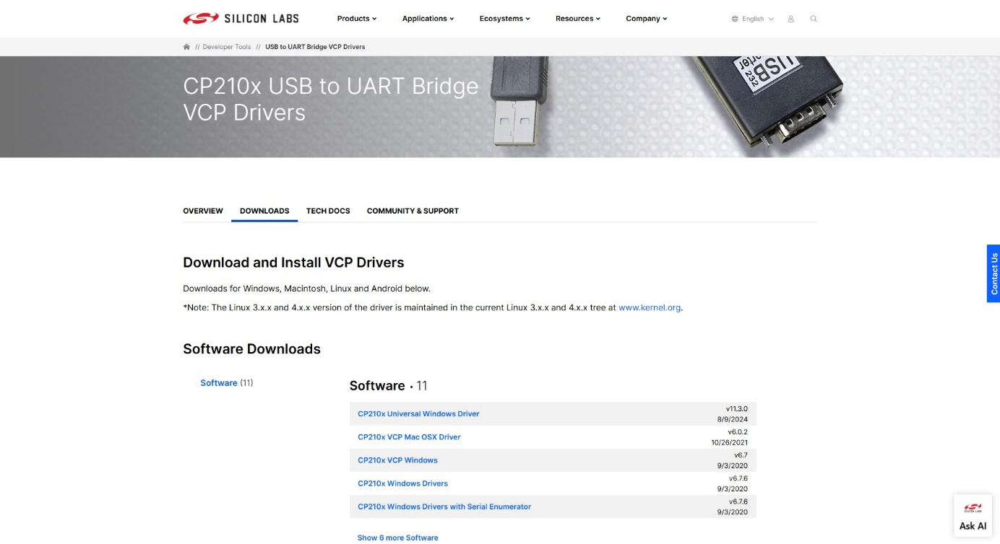 SILICON LABS
Products
Applications
Ecosystems
Resources
Company
English
// Developer Tools // USB to UART Bridge VCP Drivers
CP210x USB to UART Bridge
VCP Drivers
USB
232
OVERVIEW
DOWNLOADS
TECH DOCS
COMMUNITY & SUPPORT
Download and Install VCP Drivers
Downloads for Windows, Macintosh, Linux and Android below.
*Note: The Linux 3.x.x and 4.x.x version of the driver is maintained in the current Linux 3.x.x and 4.x.x tree at www.kernel.org.
Contact Us
Software Downloads
Software (11)
Software • 11
CP210x Universal Windows Driver
v11.3.0
8/9/2024
CP210x VCP Mac OSX Driver
v6.0.2
10/26/2021
CP210x VCP Windows
v6.7
9/3/2020
CP210x Windows Drivers
v6.7.6
9/3/2020
CP210x Windows Drivers with Serial Enumerator
v6.7.6
9/3/2020
Show 6 more Software
SILICON LABS
Ask AI